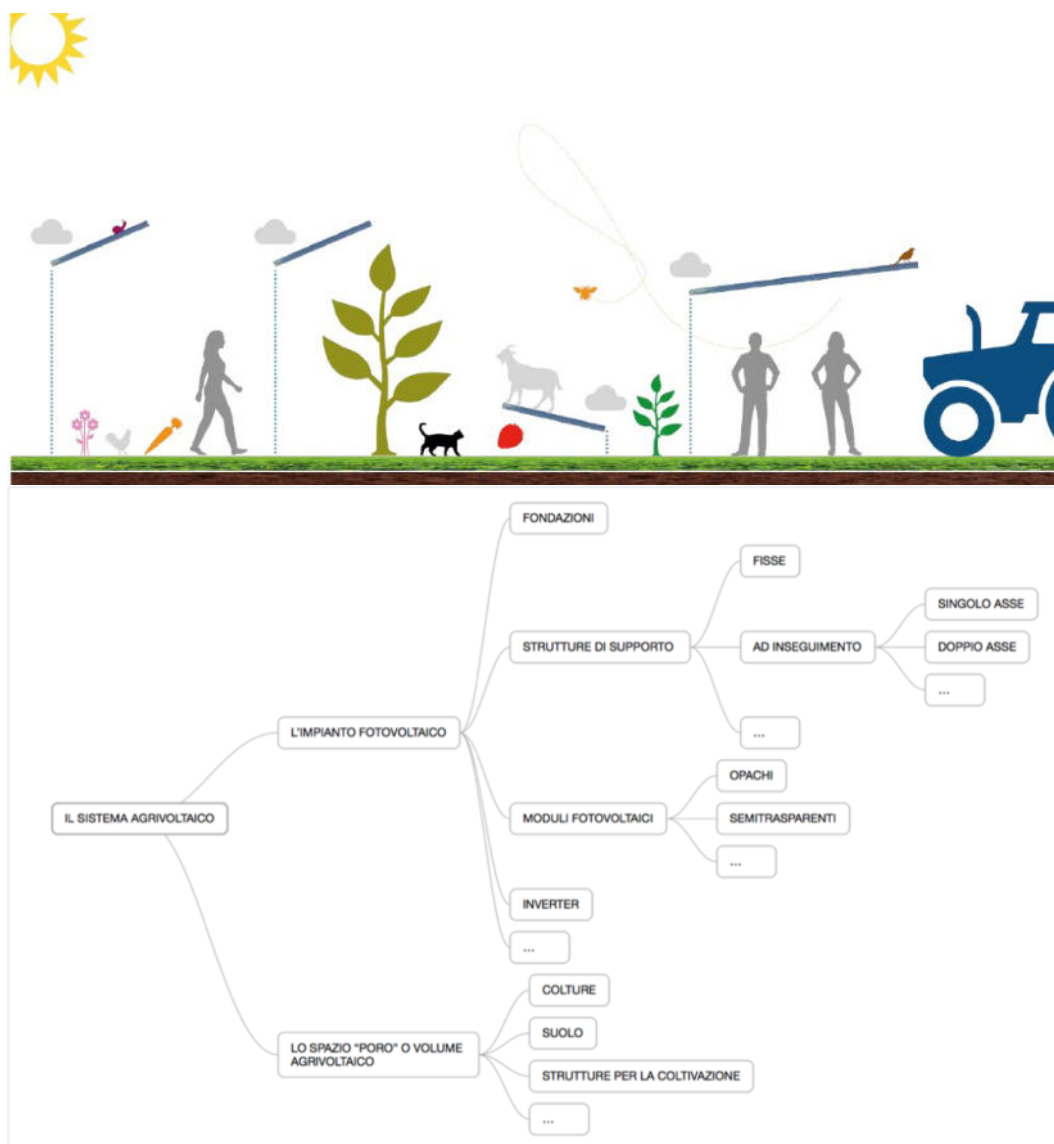 FONDAZIONI
FISSE
SINGOLO ASSE
STRUTTURE DI SUPPORTO
AD INSEGUIMENTO
DOPPIO ASSE
...
L'IMPIANTO FOTOVOLTAICO
...
OPACHI
IL SISTEMA AGRIVOLTAICO
MODULI FOTOVOLTAICI
SEMITRASPARENTI
...
INVERTER
...
COLTURE
SUOLO
LO SPAZIO "PORO" O VOLUME
AGRIVOLTAICO
STRUTTURE PER LA COLTIVAZIONE
...